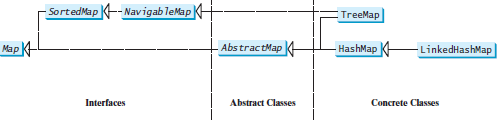 SortedMap NavigableMap TreeMap
Map AbstractMap HashMap LinkedHashMap
Interfaces Abstract Classes Concrete Classes